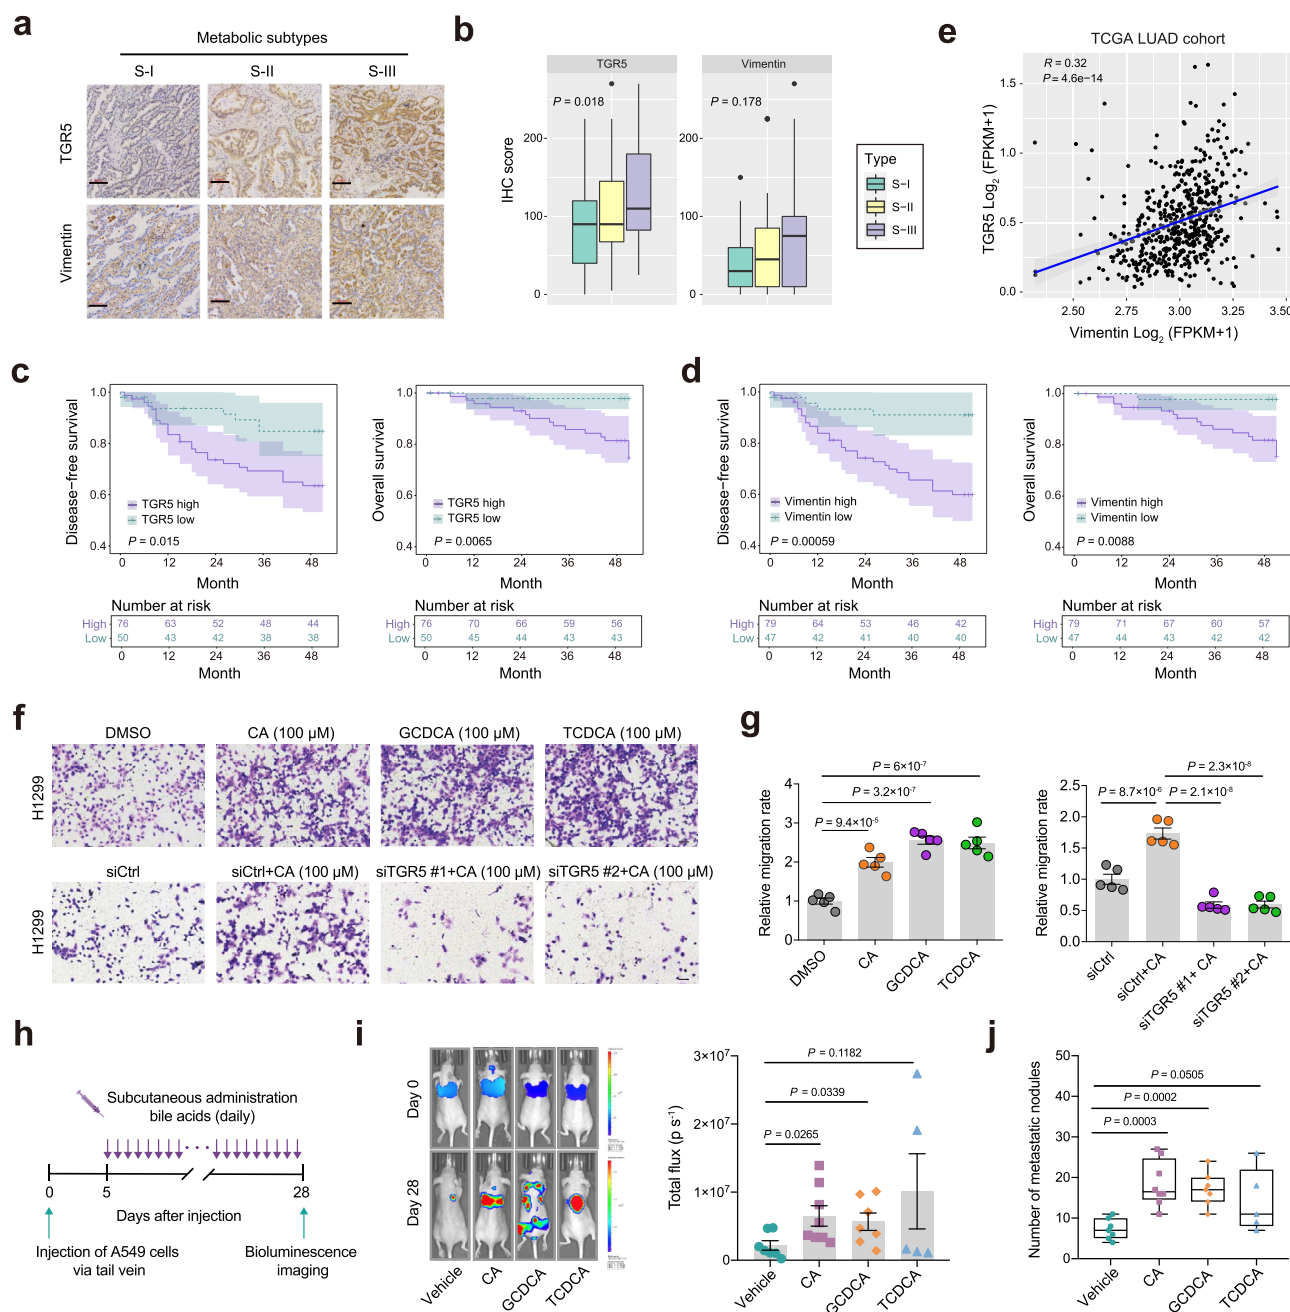 a
Metabolic subtypes
S-I
S-II
S-III
TGR5
Vimentin
b
TGR5
Vimentin
P = 0.018
P = 0.178
IHC score
200
100
0
200
100
0
Type
S-I
S-II
S-III
e
TCGA LUAD cohort
R = 0.32
P = 4.6e−14
TGR5 Log2 (FPKM+1)
1.5
1.0
0.5
0.0
2.50
2.75
3.00
3.25
3.50
Vimentin Log2 (FPKM+1)
c
Disease-free survival
1.0
0.8
0.6
0.4
TGR5 high
TGR5 low
P = 0.015
0 12 24 36 48
Month
Number at risk
High 76 63 52 48 44
Low 50 43 42 38 38
0 12 24 36 48
Month
Overall survival
1.0
0.8
0.6
0.4
TGR5 high
TGR5 low
P = 0.0065
0 12 24 36 48
Month
Number at risk
76 70 66 59 56
50 45 44 43 43
0 12 24 36 48
Month
d
Disease-free survival
1.0
0.8
0.6
0.4
Vimentin high
Vimentin low
P = 0.00059
0 12 24 36 48
Month
Number at risk
High 79 64 53 46 42
Low 47 42 41 40 40
0 12 24 36 48
Month
Overall survival
1.0
0.8
0.6
0.4
Vimentin high
Vimentin low
P = 0.0088
0 12 24 36 48
Month
Number at risk
79 71 67 60 57
47 44 43 42 42
0 12 24 36 48
Month
f
DMSO
CA (100 µM)
GCDCA (100 µM)
TCDCA (100 µM)
H1299
siCtrl
siCtrl+CA (100 µM)
siTGR5 #1+CA (100 µM)
siTGR5 #2+CA (100 µM)
H1299
g
Relative migration rate
4
3
2
1
0
P = 6×10-7
P = 3.2×10-7
P = 9.4×10-5
DMSO
CA
GCDCA
TCDCA
Relative migration rate
2.5
2.0
1.5
1.0
0.5
0.0
P = 2.3×10-8
P = 8.7×10-6
P = 2.1×10-8
siCtrl
siCtrl+CA
siTGR5 #1+ CA
siTGR5 #2+CA
h
Subcutaneous administration
bile acids (daily)
0
5
28
Days after injection
Injection of A549 cells
via tail vein
Bioluminescence
imaging
i
Day 0
Day 28
Vehicle
CA
GCDCA
TCDCA
Total flux (p s-1)
3×107
2×107
1×107
0
P = 0.1182
P = 0.0339
P = 0.0265
Vehicle
CA
GCDCA
TCDCA
j
Number of metastatic nodules
50
40
30
20
10
0
P = 0.0505
P = 0.0002
P = 0.0003
Vehicle
CA
GCDCA
TCDCA